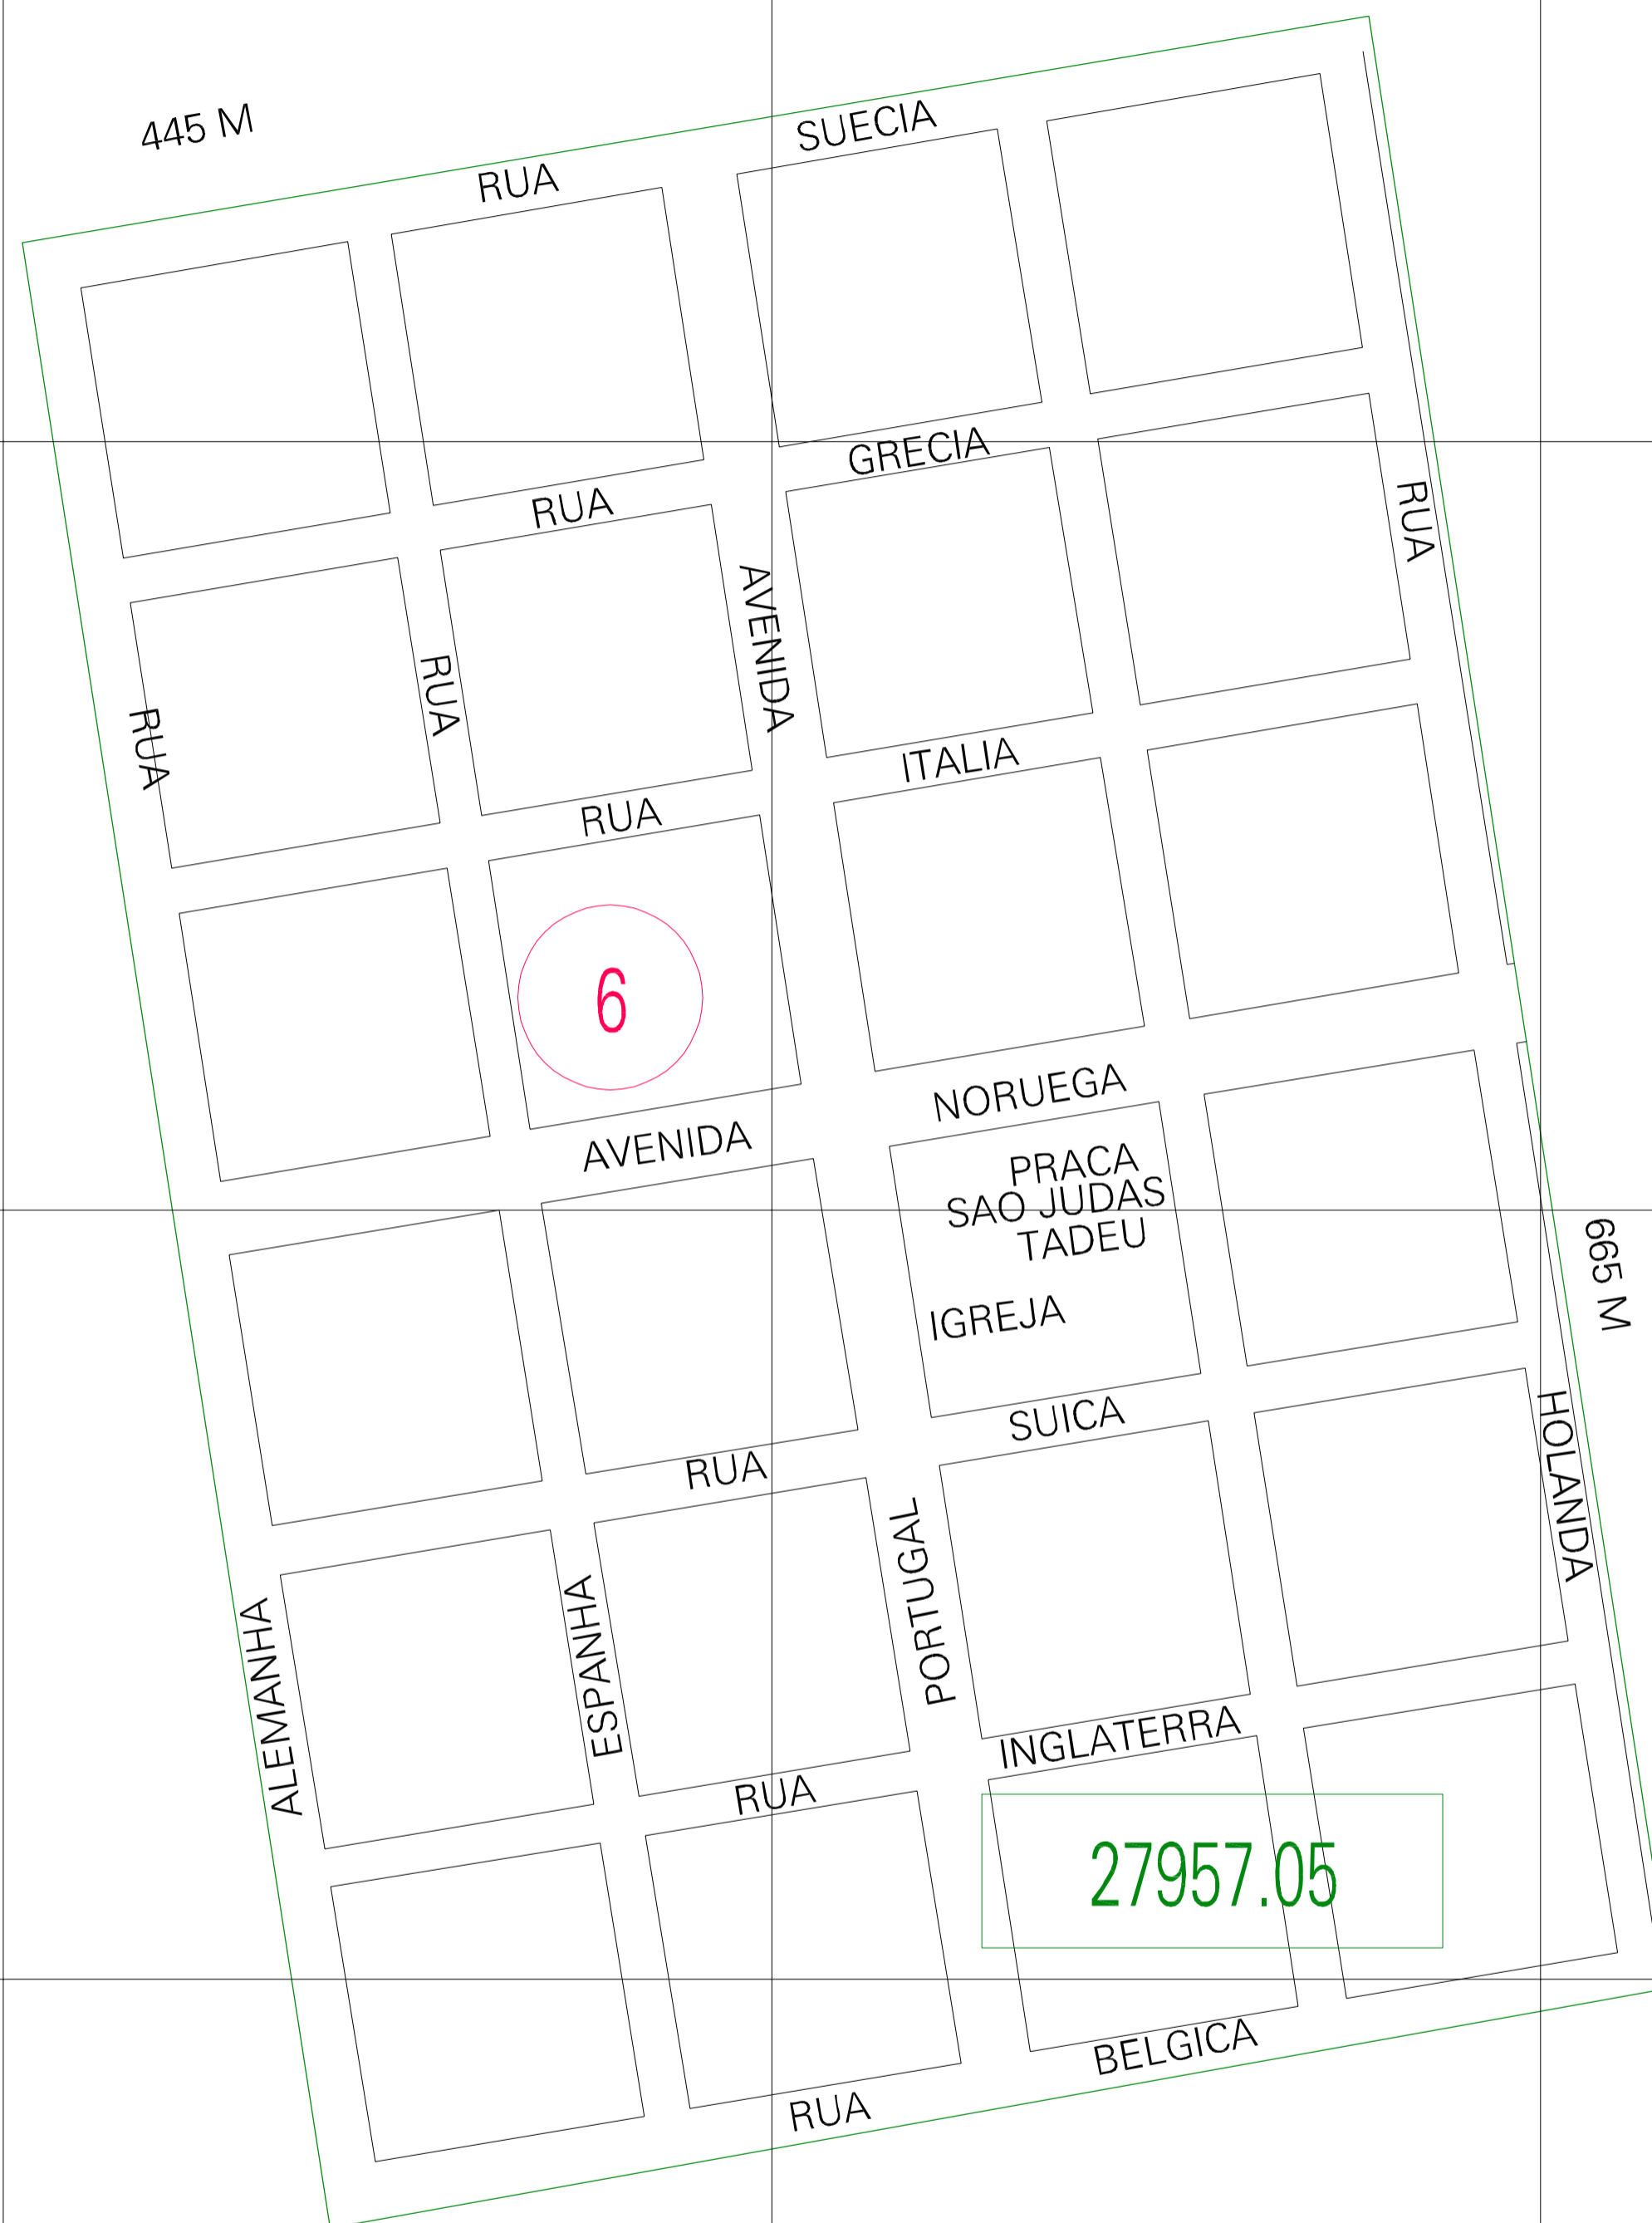 445 M
RUA SUECIA
RUA GRECIA
RUA
RUA
RUA
AVENIDA
RUA ITALIA
6
AVENIDA NORUEGA
PRACA
SAO JUDAS
TADEU
IGREJA
665 M
RUA SUICA
HOLANDA
PORTUGAL
ESPANHA
ALEMANHA
RUA INGLATERRA
27957.05
RUA BELGICA